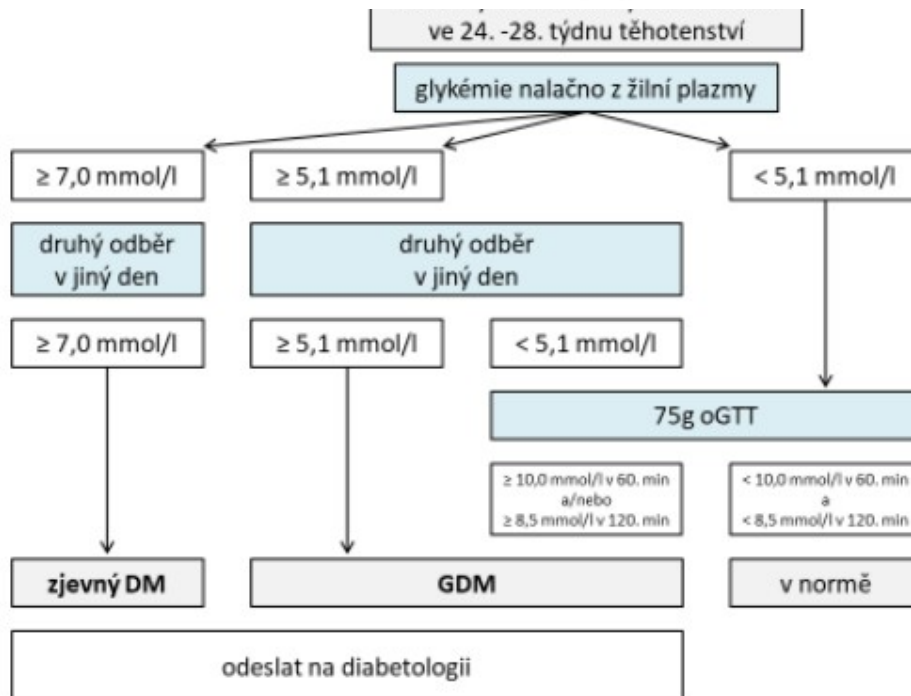 ve 24. -28. týdnu těhotenství
glykémie nalačno z žilní plazmy
≥ 7,0 mmol/l
≥ 5,1 mmol/l
< 5,1 mmol/l
druhý odběr
v jiný den
druhý odběr
v jiný den
≥ 7,0 mmol/l
≥ 5,1 mmol/l
< 5,1 mmol/l
75g oGTT
≥ 10,0 mmol/l v 60. min
a/nebo
≥ 8,5 mmol/l v 120. min
< 10,0 mmol/l v 60. min
a
< 8,5 mmol/l v 120. min
zjevný DM
GDM
v normě
odeslat na diabetologii